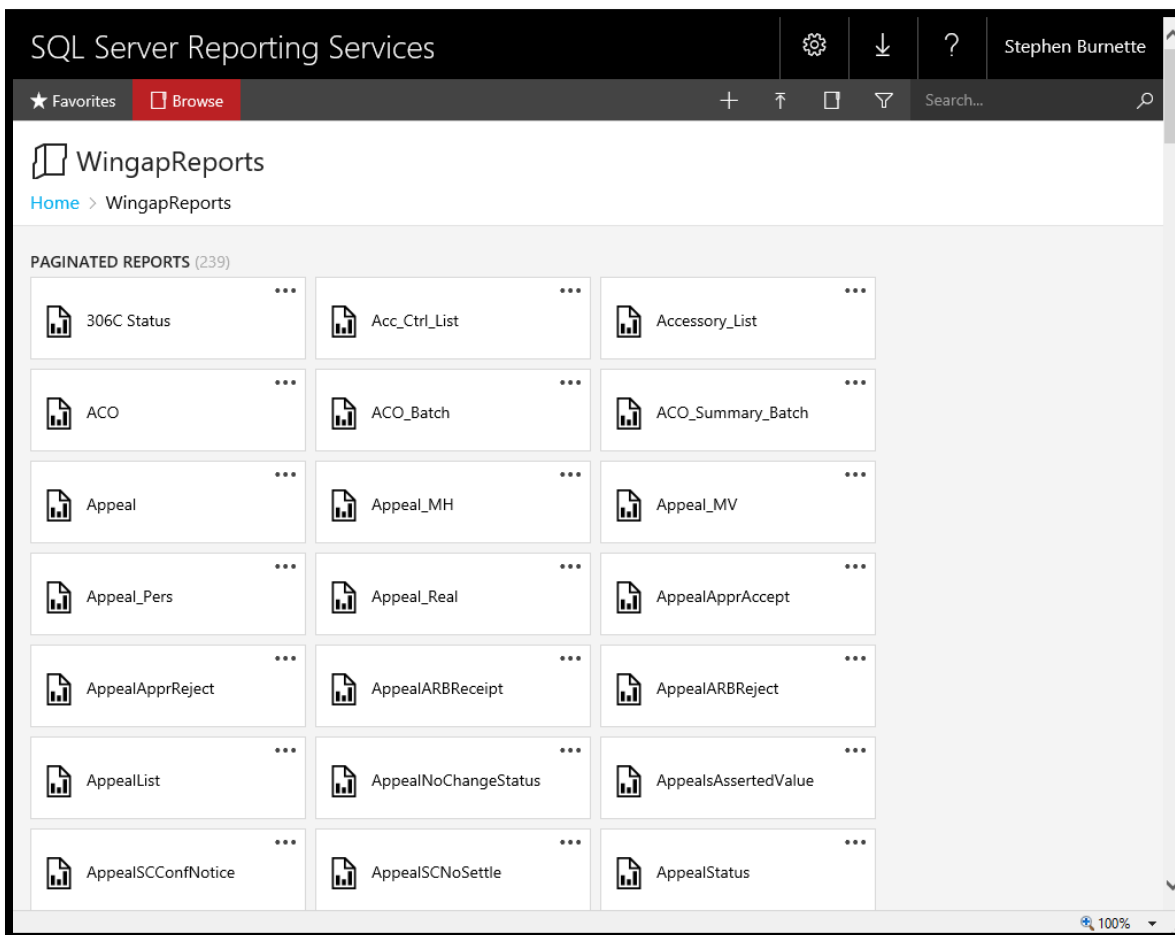 SQL Server Reporting Services
Stephen Burnette
Favorites Browse Search...
WingapReports
Home > WingapReports
PAGINATED REPORTS (239)
306C Status Acc_Ctrl_List Accessory_List
ACO ACO_Batch ACO_Summary_Batch
Appeal Appeal_MH Appeal_MV
Appeal_Pers Appeal_Real AppealApprAccept
AppealApprReject AppealARBReceipt AppealARBReject
AppealList AppealNoChangeStatus AppealsAssertedValue
AppealSCConfNotice AppealSCNoSettle AppealStatus
100%